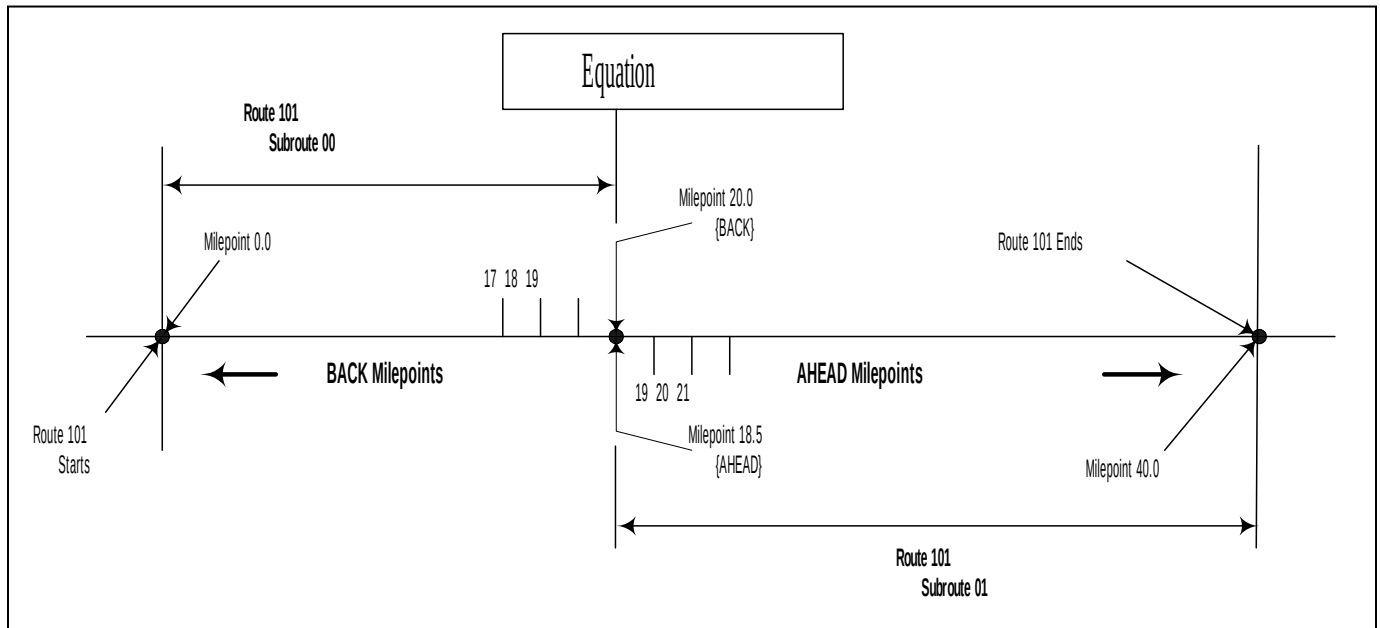 Equation
Route 101
Subroute 00
Milepoint 20.0
{BACK}
Milepoint 0.0
Route 101 Ends
17 18 19
BACK Milepoints
AHEAD Milepoints
19 20 21
Route 101
Starts
Milepoint 18.5
{AHEAD}
Milepoint 40.0
Route 101
Subroute 01